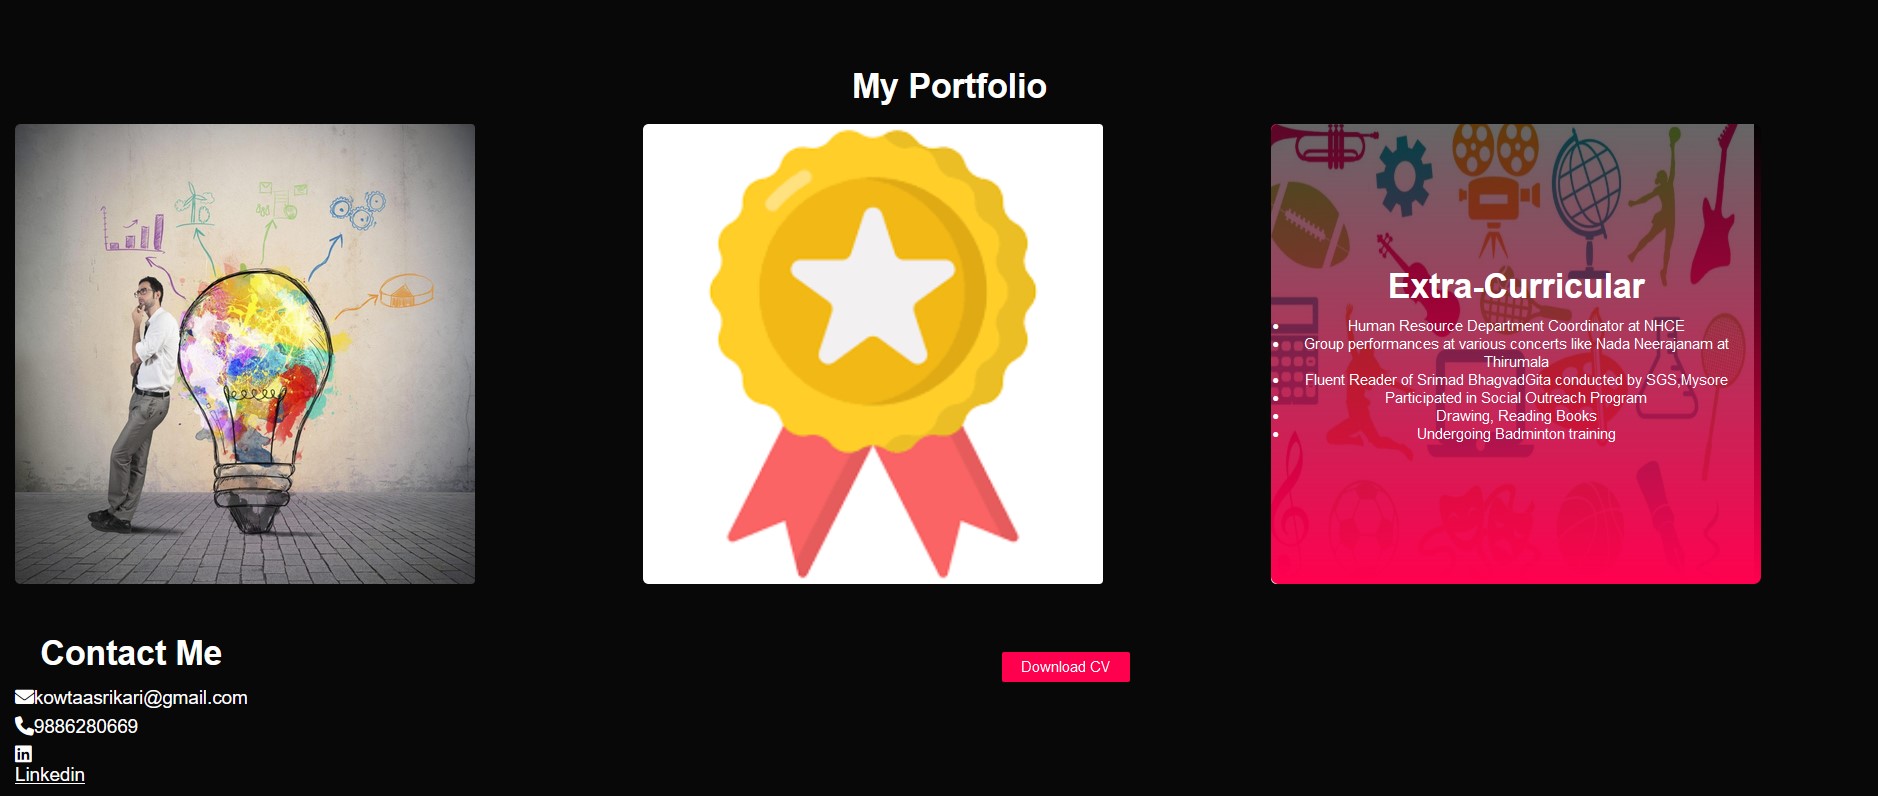 My Portfolio
Extra-Curricular
Human Resource Department Coordinator at NHCE
Group performances at various concerts like Nada Neerajanam at
Thirumala
Fluent Reader of Srimad BhagvadGita conducted by SGS,Mysore
Participated in Social Outreach Program
Drawing, Reading Books
Undergoing Badminton training
Contact Me
Download CV
kowtaasrikari@gmail.com
9886280669
Linkedin